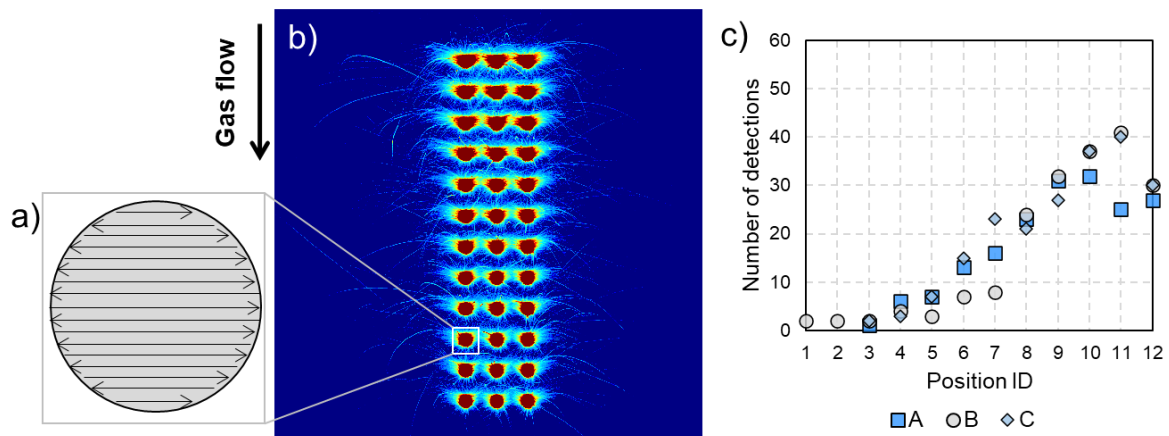 Gas flow
a)
b)
c)
60
50
40
30
20
10
0
Number of detections
1 2 3 4 5 6 7 8 9 10 11 12
Position ID
A B C